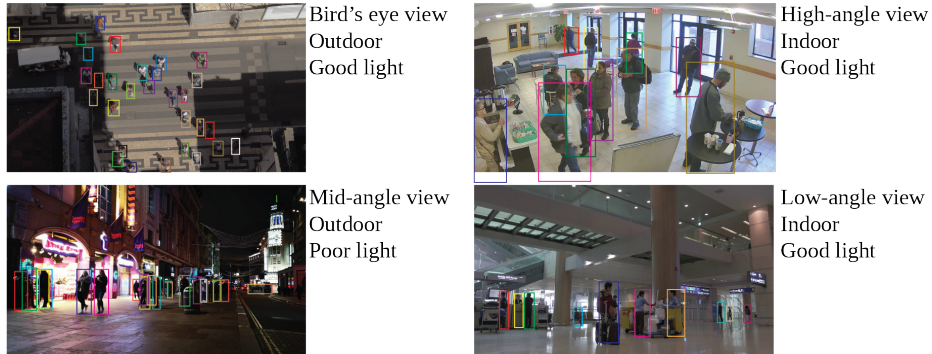 Bird’s eye view
Outdoor
Good light
High-angle view
Indoor
Good light
Mid-angle view
Outdoor
Poor light
Low-angle view
Indoor
Good light